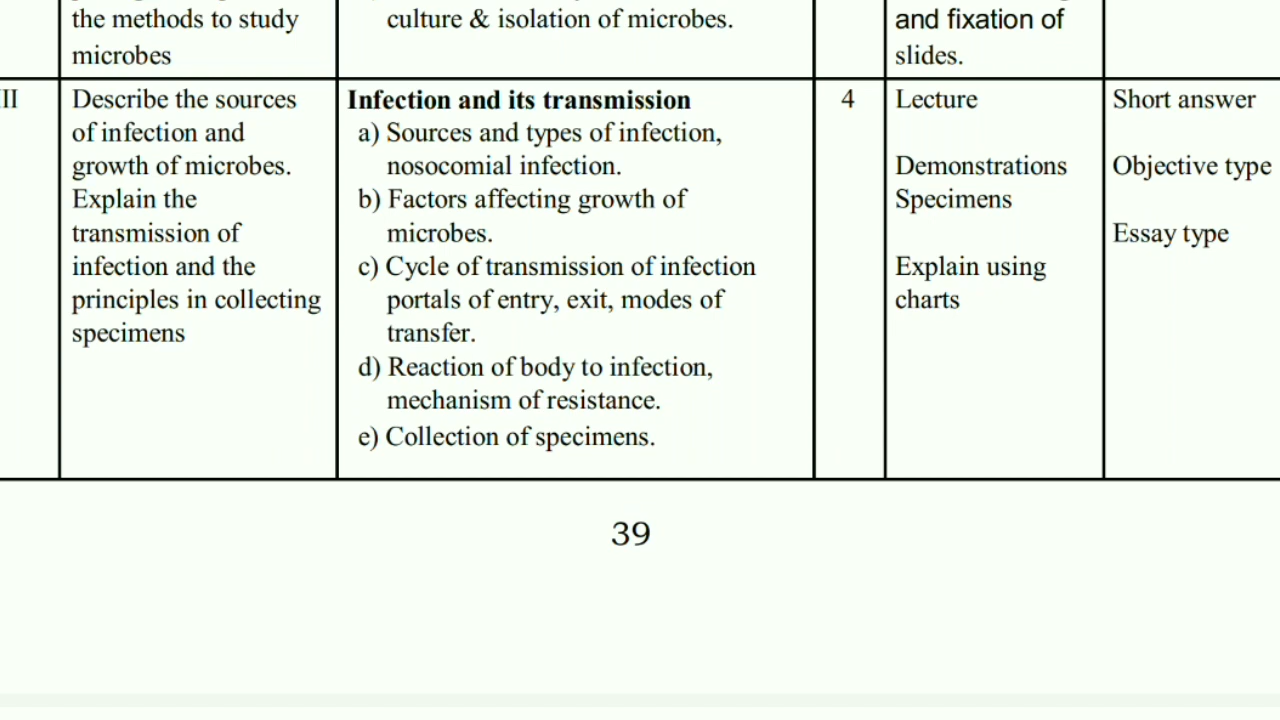 the methods to study
microbes
culture & isolation of microbes.
and fixation of
slides.
II
Describe the sources
of infection and
growth of microbes.
Explain the
transmission of
infection and the
principles in collecting
specimens
Infection and its transmission
a) Sources and types of infection,
nosocomial infection.
b) Factors affecting growth of
microbes.
c) Cycle of transmission of infection
portals of entry, exit, modes of
transfer.
d) Reaction of body to infection,
mechanism of resistance.
e) Collection of specimens.
4
Lecture
Demonstrations
Specimens
Explain using
charts
Short answer
Objective type
Essay type
39